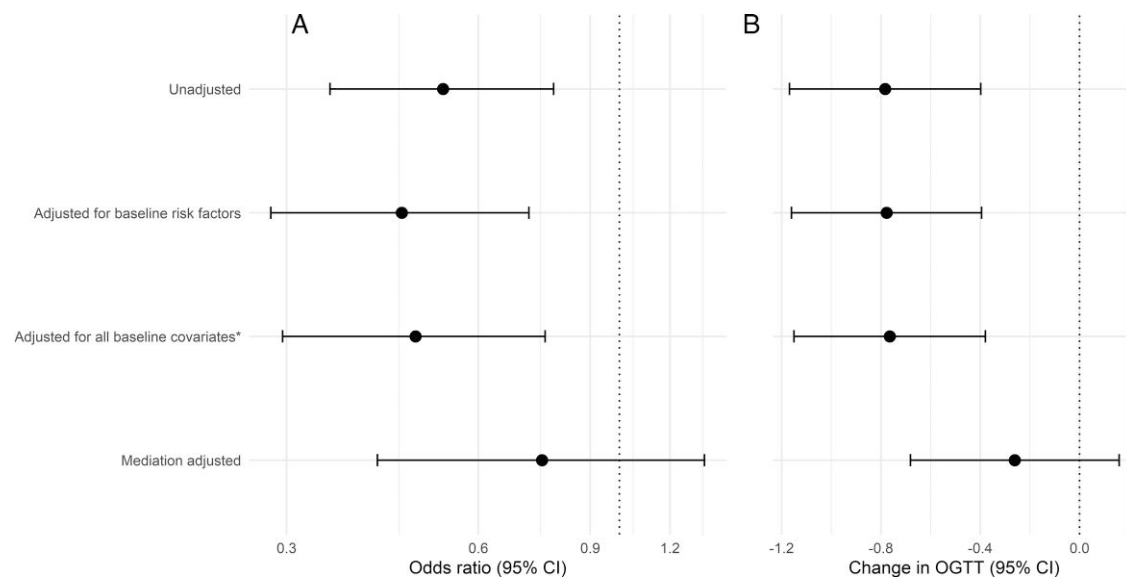 A
B
Unadjusted
Adjusted for baseline risk factors
Adjusted for all baseline covariates*
Mediation adjusted
0.3 0.6 0.9 1.2
-1.2 -0.8 -0.4 0.0
Odds ratio (95% CI)
Change in OGTT (95% CI)